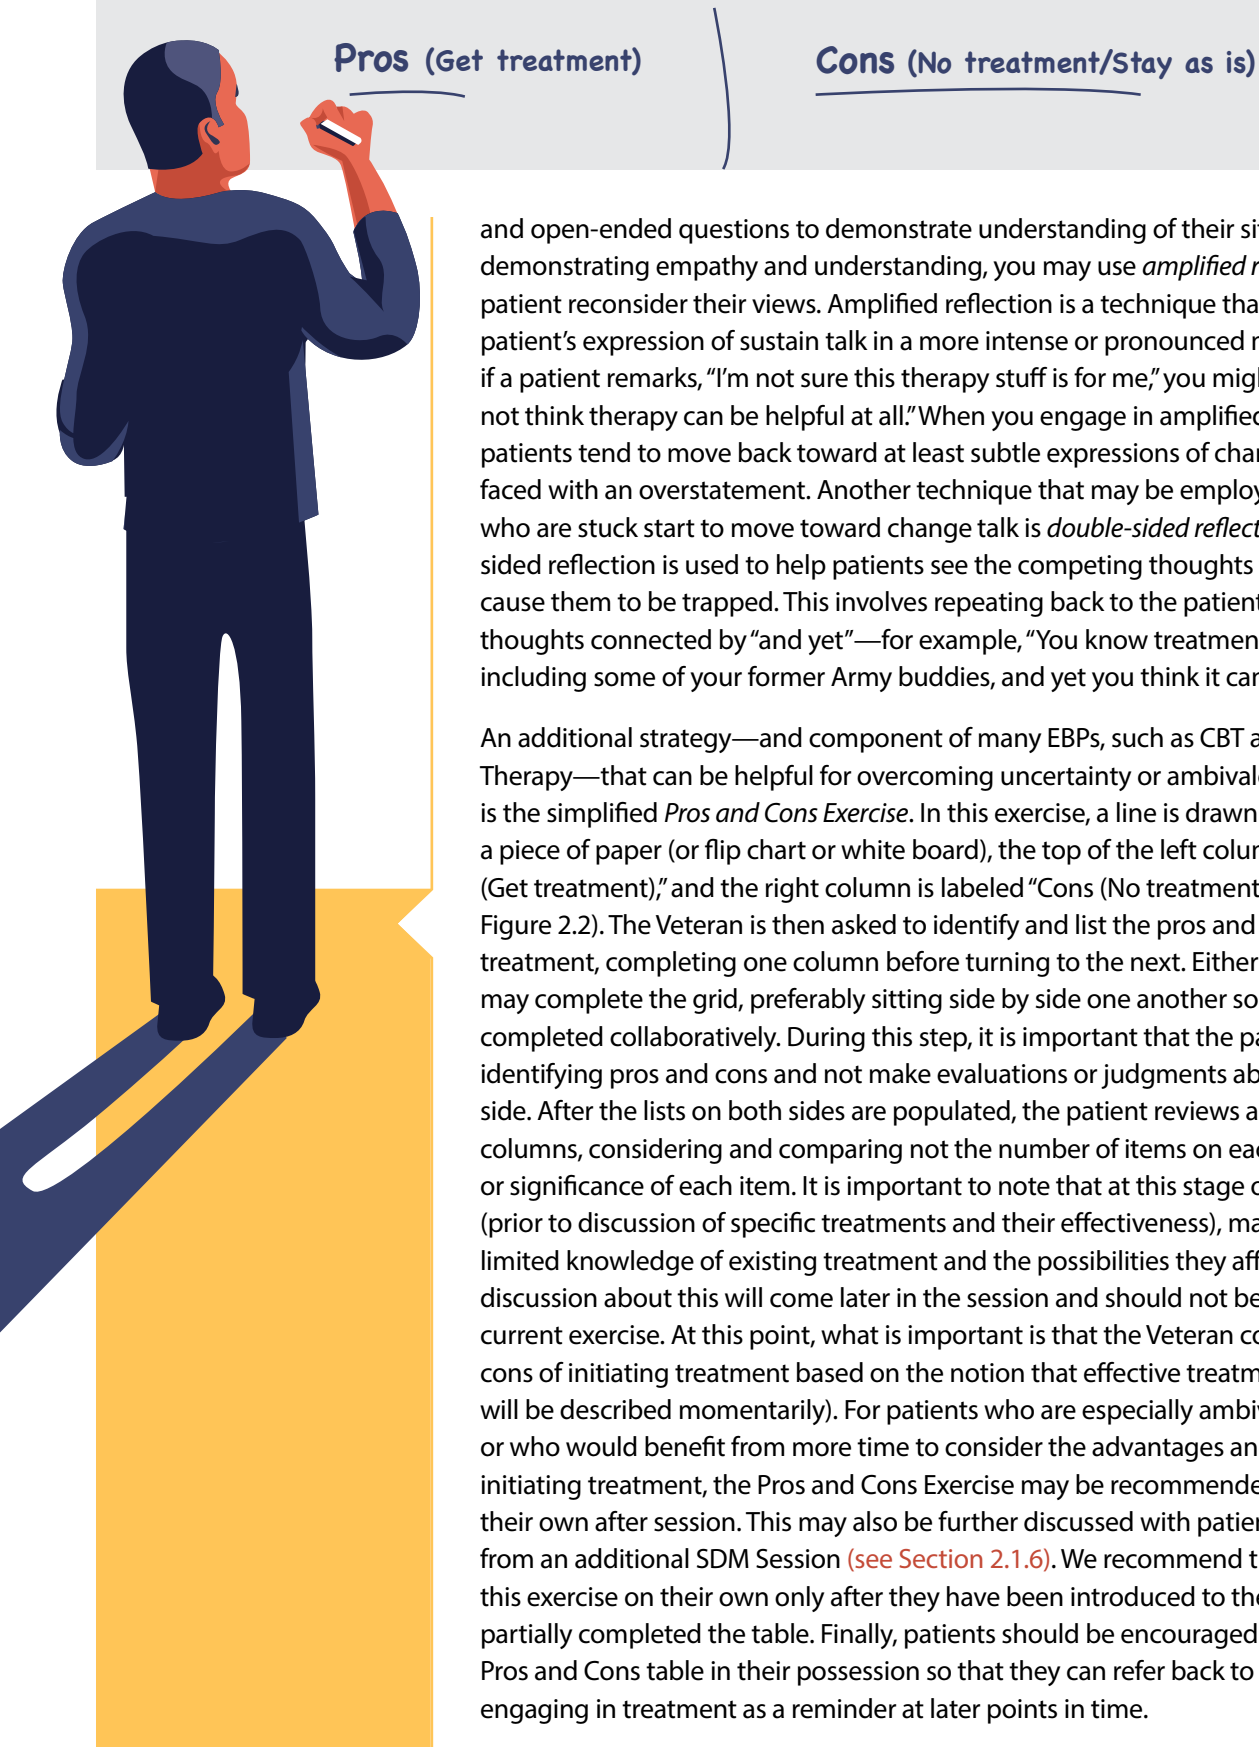 Pros (Get treatment)
Cons (No treatment/Stay as is)
and open-ended questions to demonstrate understanding of their
demonstrating empathy and understanding, you may use amplified
patient reconsider their views. Amplified reflection is a technique
patient’s expression of sustain talk in a more intense or pronounced
if a patient remarks, “I’m not sure this therapy stuff is for me,” you
not think therapy can be helpful at all.” When you engage in
patients tend to move back toward at least subtle expressions of
faced with an overstatement. Another technique that may be
who are stuck start to move toward change talk is double-sided
sided reflection is used to help patients see the competing thoughts
cause them to be trapped. This involves repeating back to the patient
thoughts connected by “and yet”—for example, “You know
including some of your former Army buddies, and yet you think it
An additional strategy—and component of many EBPs, such as CBT
Therapy—that can be helpful for overcoming uncertainty or
is the simplified Pros and Cons Exercise. In this exercise, a line is drawn
a piece of paper (or flip chart or white board), the top of the left
(Get treatment),” and the right column is labeled “Cons (No treatment
Figure 2.2). The Veteran is then asked to identify and list the pros and
treatment, completing one column before turning to the next. Either
may complete the grid, preferably sitting side by side one another so
completed collaboratively. During this step, it is important that the
identifying pros and cons and not make evaluations or judgments
side. After the lists on both sides are populated, the patient reviews
columns, considering and comparing not the number of items on
or significance of each item. It is important to note that at this stage
(prior to discussion of specific treatments and their effectiveness),
limited knowledge of existing treatment and the possibilities they
discussion about this will come later in the session and should not be
current exercise. At this point, what is important is that the Veteran
cons of initiating treatment based on the notion that effective
will be described momentarily). For patients who are especially
or who would benefit from more time to consider the advantages
initiating treatment, the Pros and Cons Exercise may be
their own after session. This may also be further discussed with
from an additional SDM Session (see Section 2.1.6). We recommend
this exercise on their own only after they have been introduced to
partially completed the table. Finally, patients should be encouraged
Pros and Cons table in their possession so that they can refer back to
engaging in treatment as a reminder at later points in time.